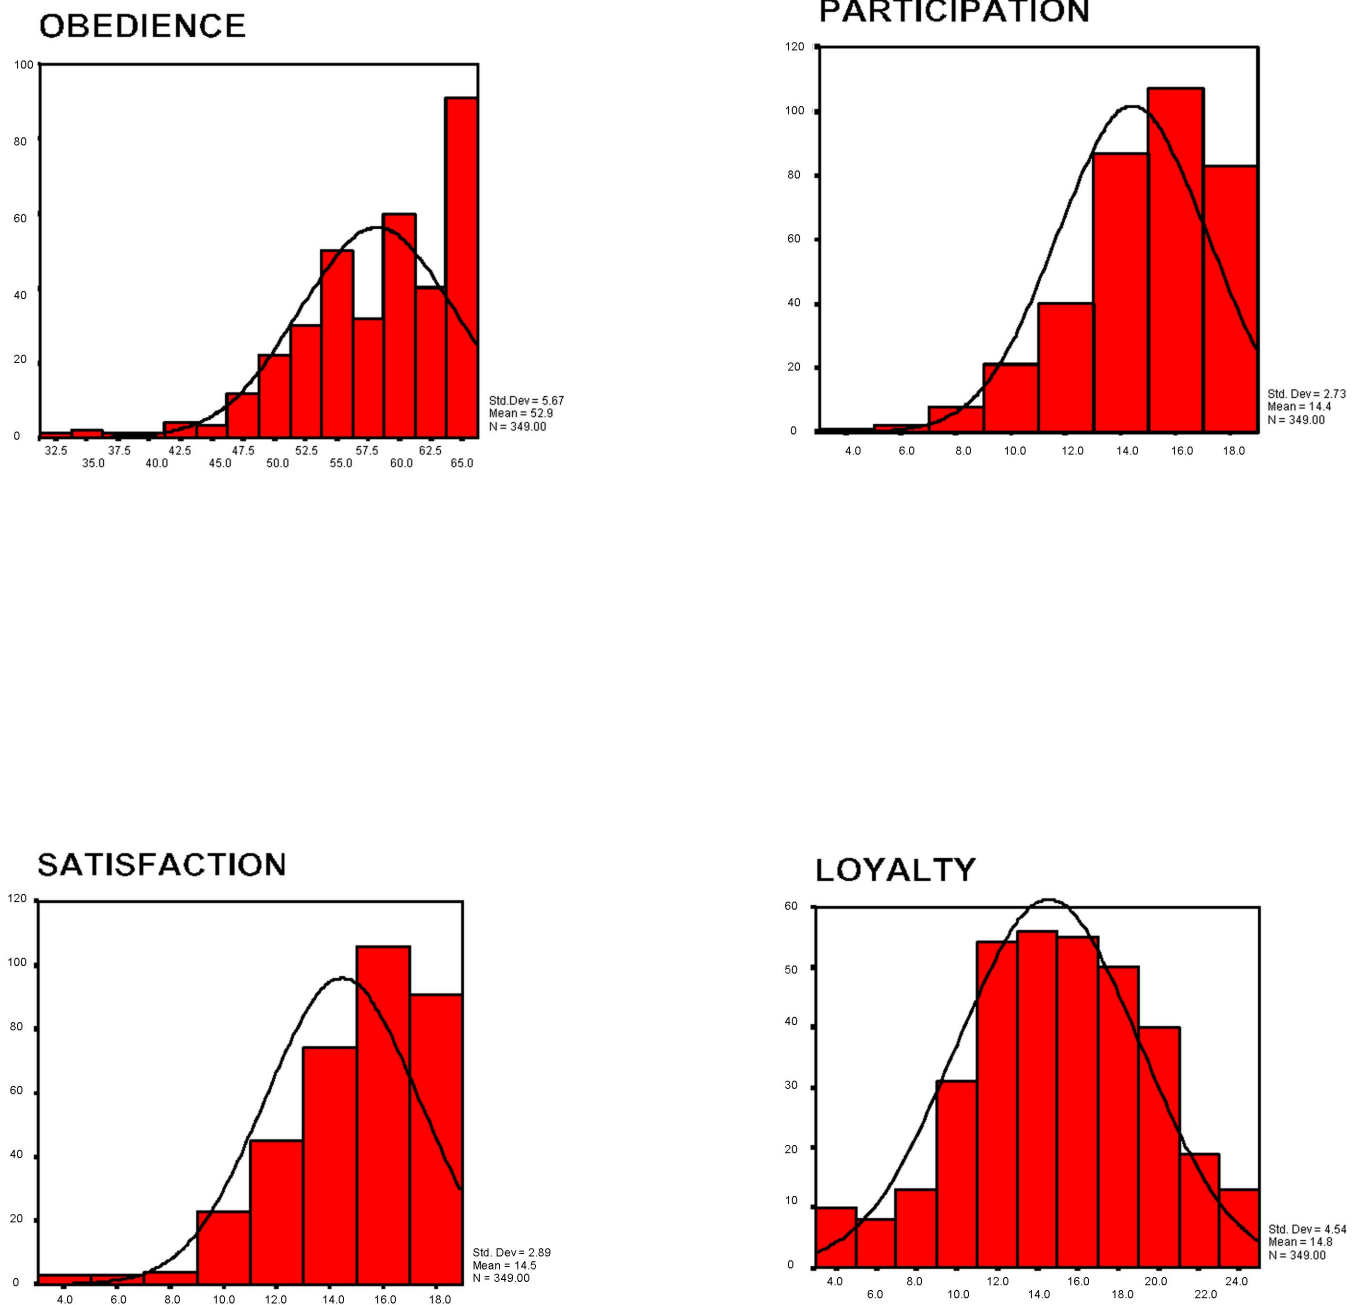 OBEDIENCE
100
80
60
40
20
0
32.5 37.5 42.5 47.5 52.5 57.5 62.5
35.0 40.0 45.0 50.0 55.0 60.0 65.0
Std.Dev = 5.67
Mean = 52.9
N = 349.00
PARTICIPATION
120
100
80
60
40
20
0
4.0 6.0 8.0 10.0 12.0 14.0 16.0 18.0
Std. Dev = 2.73
Mean = 14.4
N = 349.00
SATISFACTION
120
100
80
60
40
20
0
4.0 6.0 8.0 10.0 12.0 14.0 16.0 18.0
Std. Dev = 2.89
Mean = 14.5
N = 349.00
LOYALTY
60
50
40
30
20
10
0
4.0 8.0 12.0 16.0 20.0 24.0
6.0 10.0 14.0 18.0 22.0
Std. Dev = 4.54
Mean = 14.8
N = 349.00